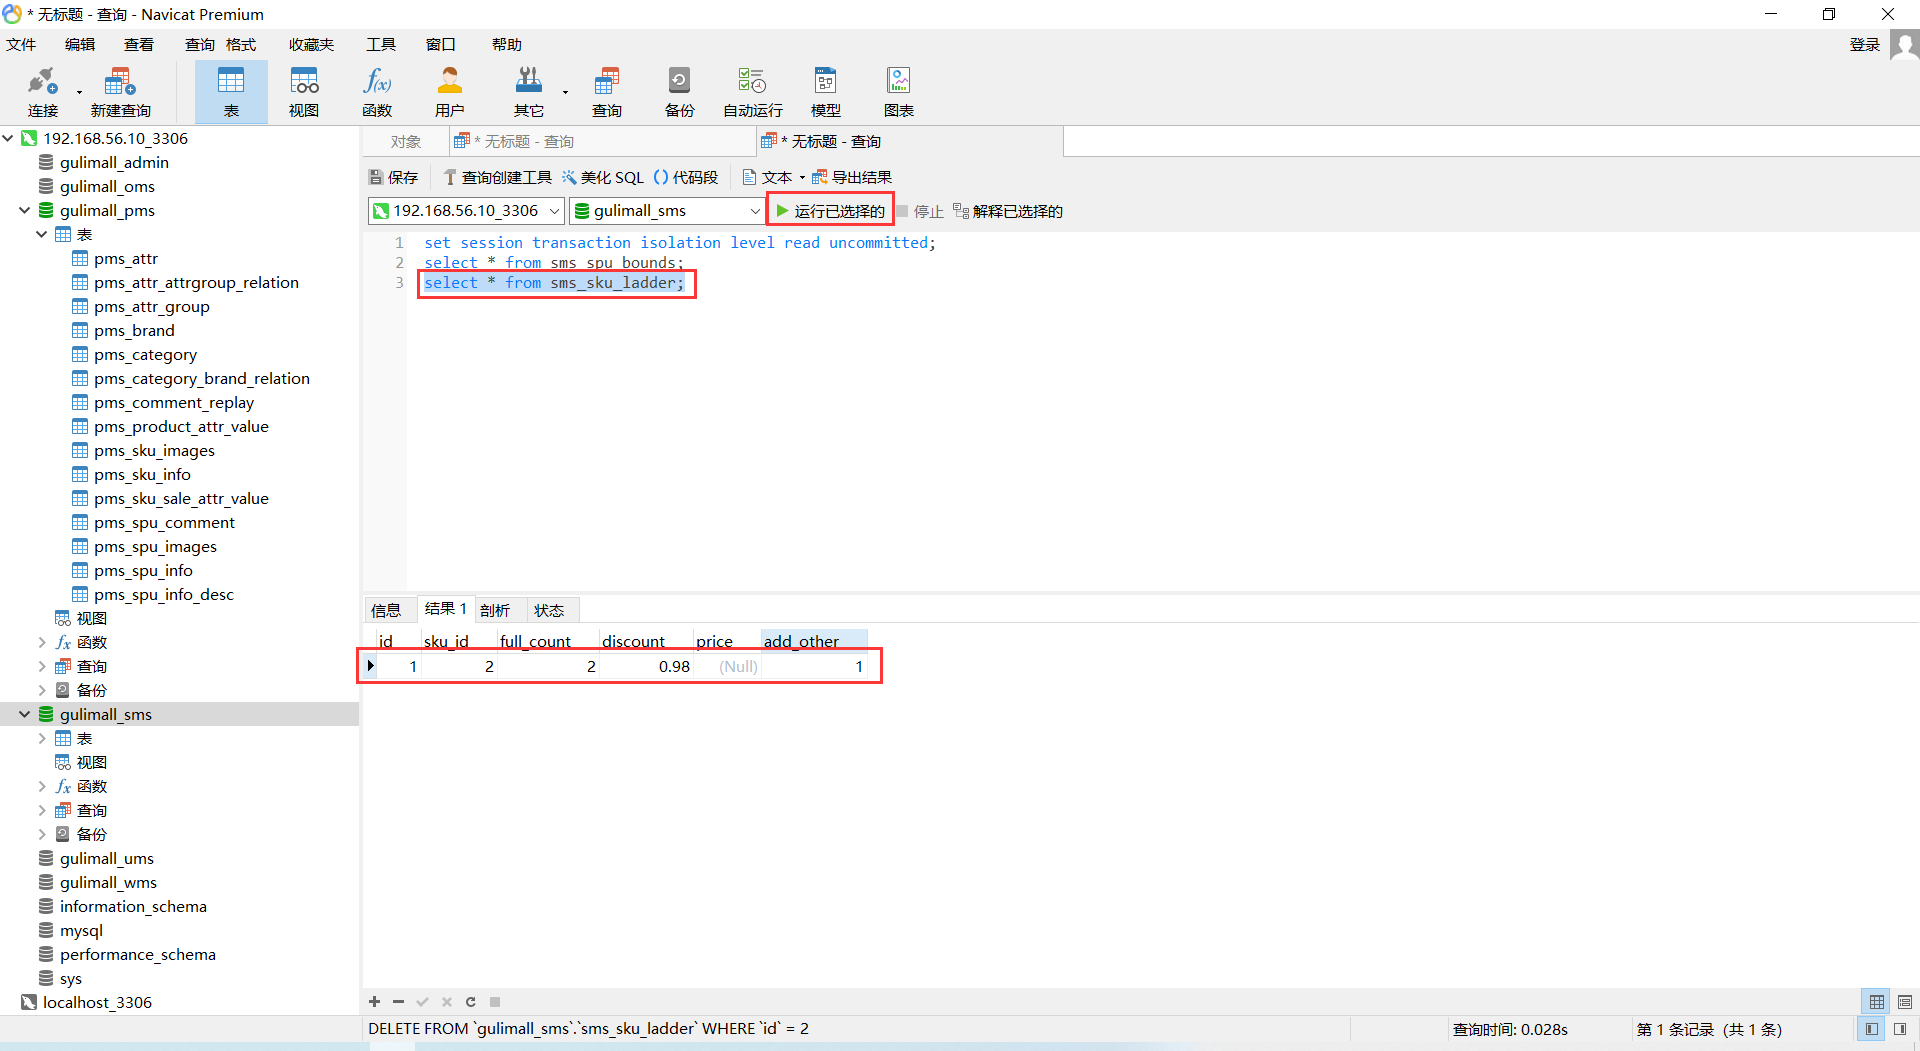 * 无标题 - 查询 - Navicat Premium
文件 编辑 查看 查询 格式 收藏夹 工具 窗口 帮助 登录
连接 新建查询 表 视图 函数 用户 其它 查询 备份 自动运行 模型 图表
192.168.56.10_3306
gulimall_admin
gulimall_oms
gulimall_pms
表
pms_attr
pms_attr_attrgroup_relation
pms_attr_group
pms_brand
pms_category
pms_category_brand_relation
pms_comment_replay
pms_product_attr_value
pms_sku_images
pms_sku_info
pms_sku_sale_attr_value
pms_spu_comment
pms_spu_images
pms_spu_info
pms_spu_info_desc
视图
函数
查询
备份
gulimall_sms
表
视图
函数
查询
备份
gulimall_ums
gulimall_wms
information_schema
mysql
performance_schema
sys
localhost_3306
对象 * 无标题 - 查询 * 无标题 - 查询
保存 查询创建工具 美化 SQL () 代码段 文本 导出结果
192.168.56.10_3306 gulimall_sms 运行已选择的 停止 解释已选择的
1 set session transaction isolation level read uncommitted;
2 select * from sms_spu_bounds;
3 select * from sms_sku_ladder;
信息 结果 1 剖析 状态
id sku_id full_count discount price add_other
1 2 2 0.98 (Null) 1
DELETE FROM `gulimall_sms`.`sms_sku_ladder` WHERE `id` = 2 查询时间: 0.028s 第 1 条记录 (共 1 条)